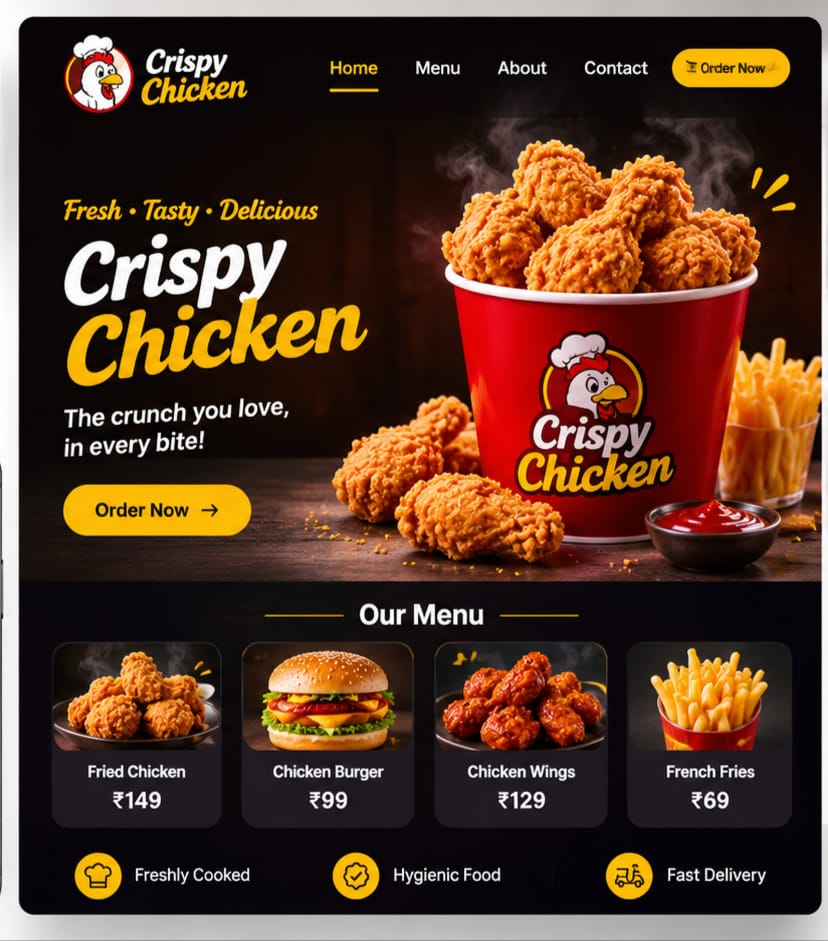 Crispy
Chicken
Home
Menu
About
Contact
Order Now
Fresh • Tasty • Delicious
Crispy
Chicken
The crunch you love,
in every bite!
Order Now →
Crispy
Chicken
Our Menu
Fried Chicken
₹149
Chicken Burger
₹99
Chicken Wings
₹129
French Fries
₹69
Freshly Cooked
Hygienic Food
Fast Delivery